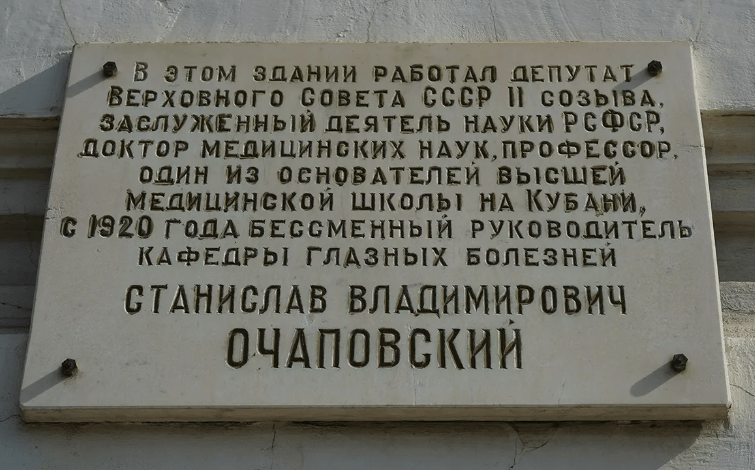 В ЭТОМ ЗДАНИИ РАБОТАЛ ДЕПУТАТ
ВЕРХОВНОГО СОВЕТА СССР II СОЗЫВА,
ЗАСЛУЖЕННЫЙ ДЕЯТЕЛЬ НАУКИ РСФСР,
ДОКТОР МЕДИЦИНСКИХ НАУК, ПРОФЕССОР,
ОДИН ИЗ ОСНОВАТЕЛЕЙ ВЫСШЕЙ
МЕДИЦИНСКОЙ ШКОЛЫ НА КУБАНИ,
С 1920 ГОДА БЕССМЕННЫЙ РУКОВОДИТЕЛЬ
КАФЕДРЫ ГЛАЗНЫХ БОЛЕЗНЕЙ
СТАНИСЛАВ ВЛАДИМИРОВИЧ
ОЧАПОВСКИЙ